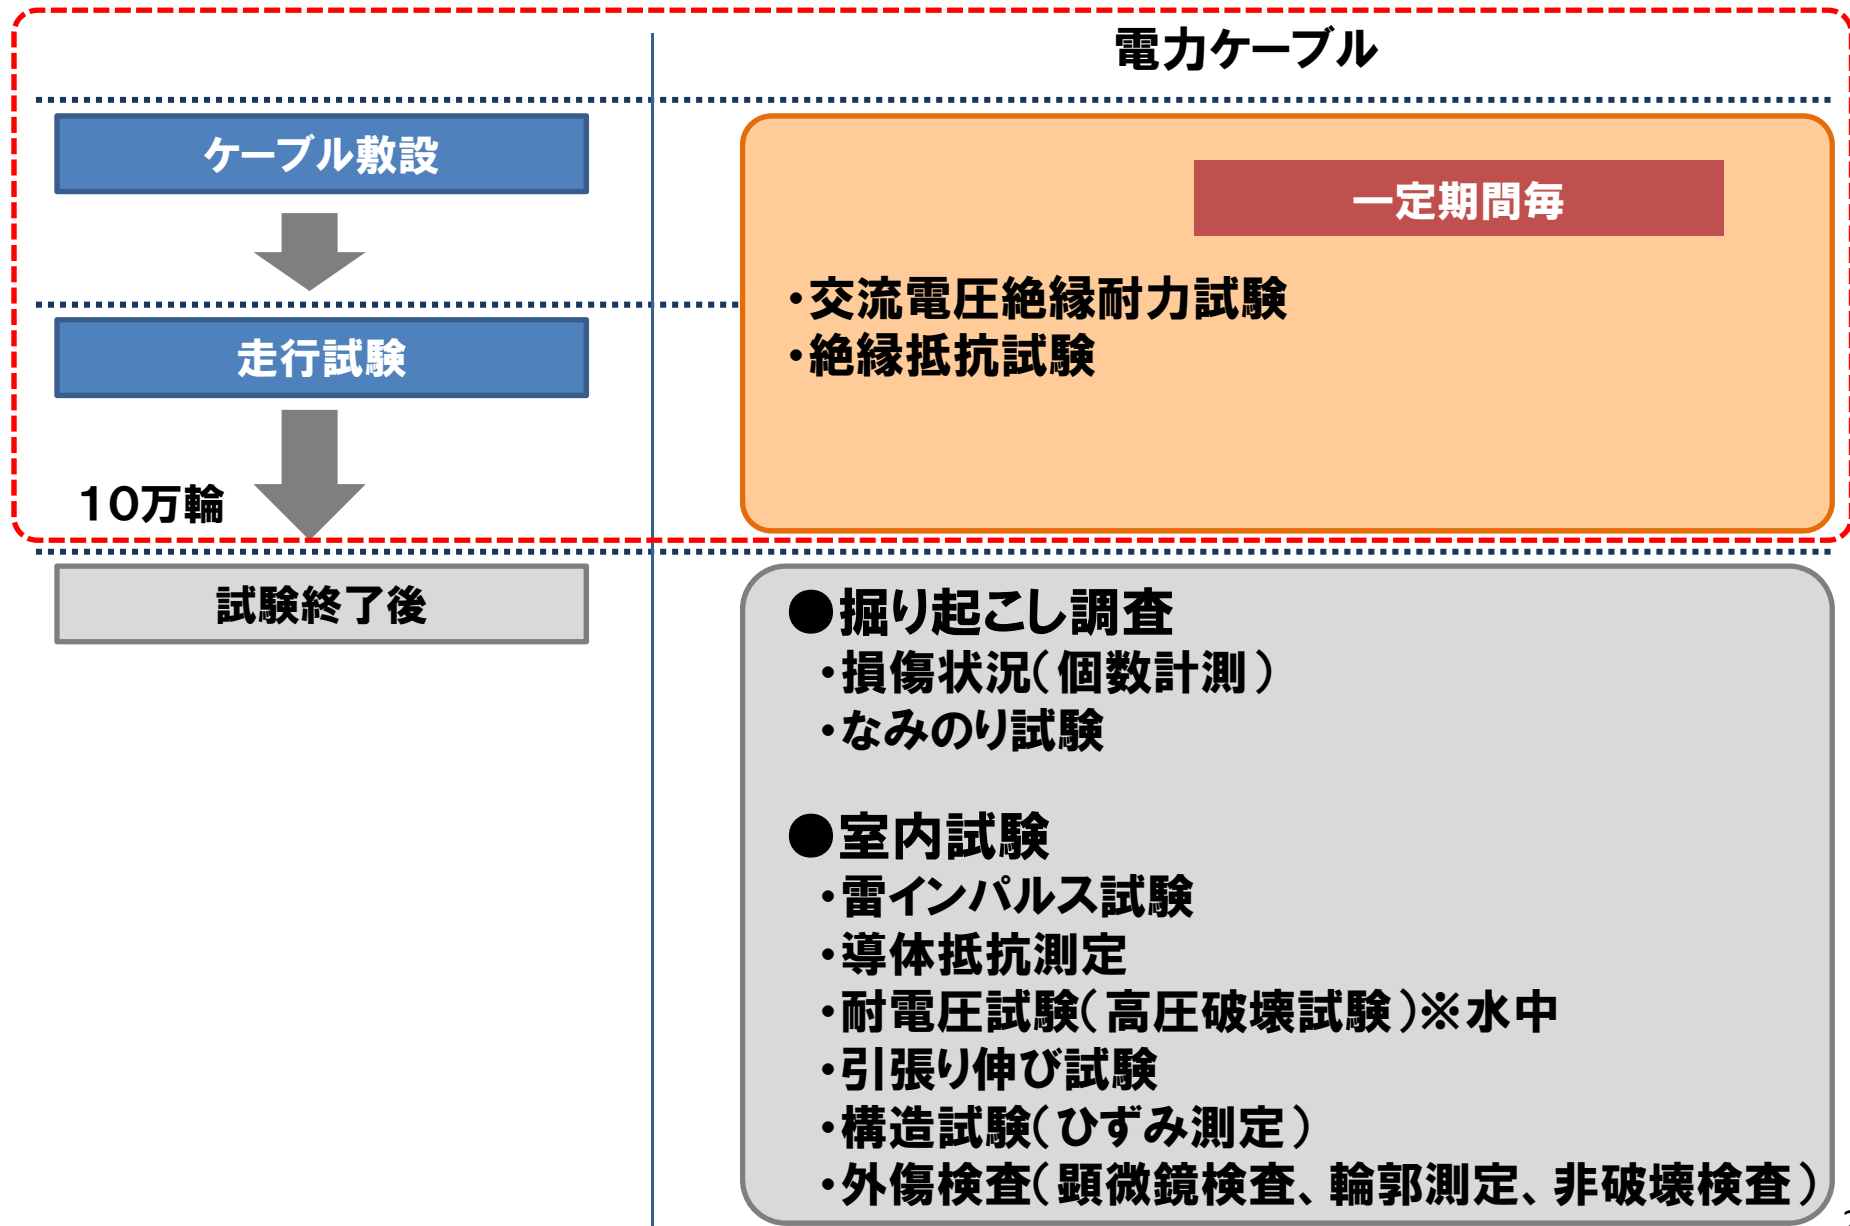 電力ケーブル
ケーブル敷設
一定期間毎
・交流電圧絶縁耐力試験
・絶縁抵抗試験
走行試験
10万輪
試験終了後
●掘り起こし調査
・損傷状況(個数計測)
・なみのり試験
●室内試験
・雷インパルス試験
・導体抵抗測定
・耐電圧試験(高圧破壊試験)※水中
・引張り伸び試験
・構造試験(ひずみ測定)
・外傷検査(顕微鏡検査、輪郭測定、非破壊検査)